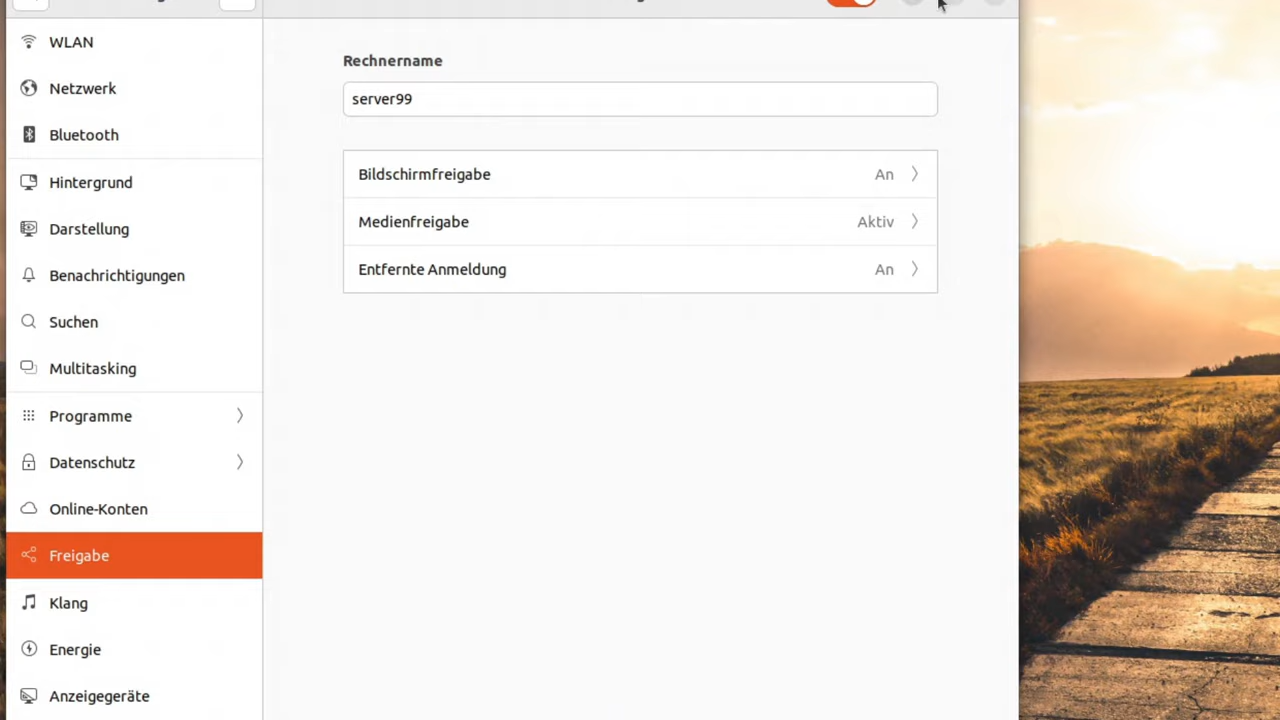 WLAN
Netzwerk
Bluetooth
Hintergrund
Darstellung
Benachrichtigungen
Suchen
Multitasking
Programme
Datenschutz
Online-Konten
Freigabe
Klang
Energie
Anzeigegeräte
Rechnername
server99
Bildschirmfreigabe An
Medienfreigabe Aktiv
Entfernte Anmeldung An